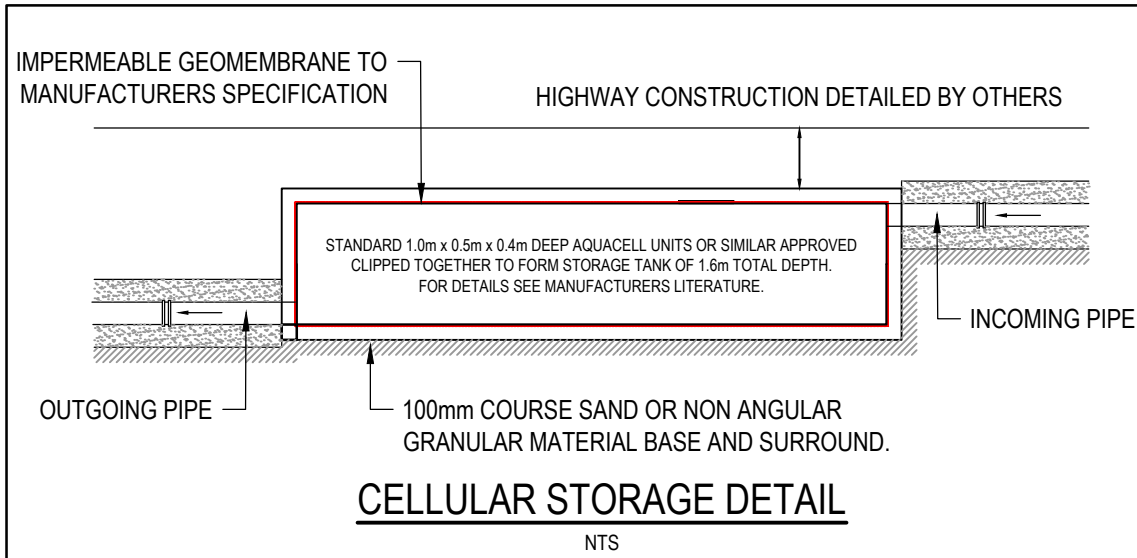 IMPERMEABLE GEOMEMBRANE TO
MANUFACTURERS SPECIFICATION
HIGHWAY CONSTRUCTION DETAILED BY OTHERS
STANDARD 1.0m x 0.5m x 0.4m DEEP AQUACELL UNITS OR SIMILAR APPROVED
CLIPPED TOGETHER TO FORM STORAGE TANK OF 1.6m TOTAL DEPTH.
FOR DETAILS SEE MANUFACTURERS LITERATURE.
INCOMING PIPE
OUTGOING PIPE
100mm COURSE SAND OR NON ANGULAR
GRANULAR MATERIAL BASE AND SURROUND.
CELLULAR STORAGE DETAIL
NTS